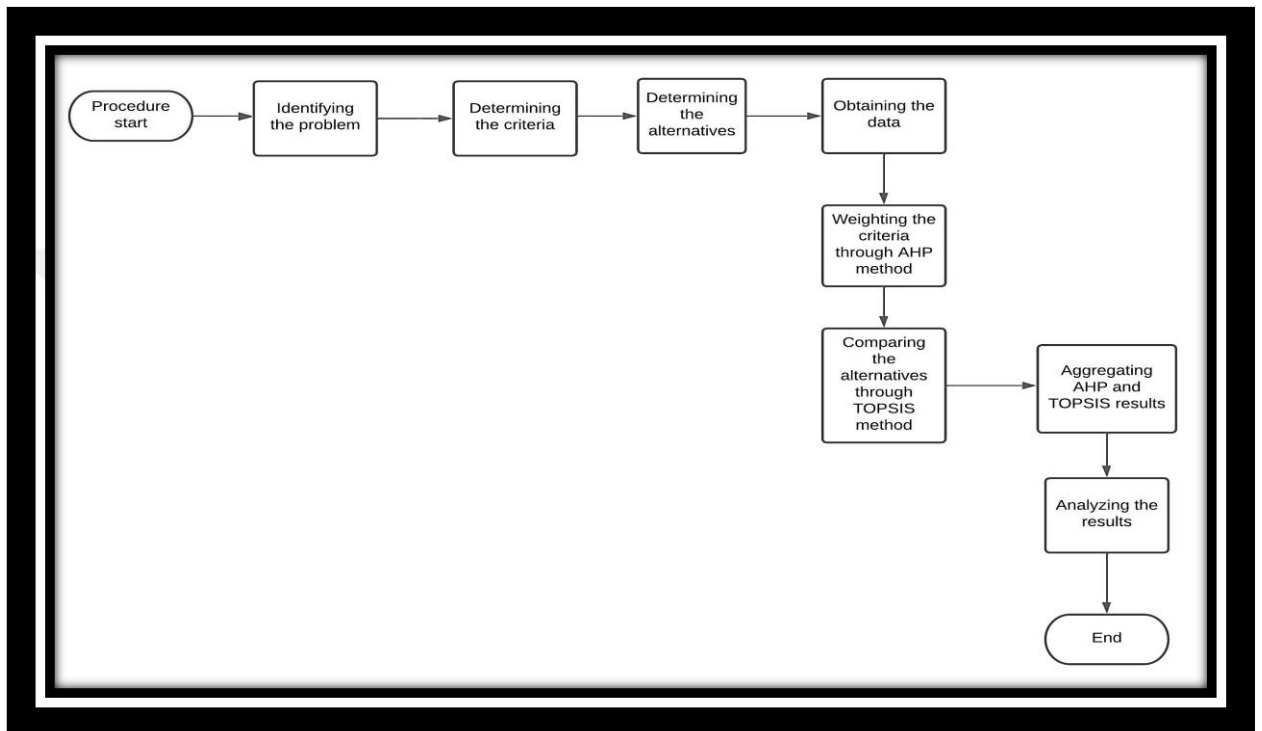 Procedure
start
Identifying
the problem
Determining
the criteria
Determining
the
alternatives
Obtaining the
data
Weighting the
criteria
through AHP
method
Comparing
the
alternatives
through
TOPSIS
method
Aggregating
AHP and
TOPSIS results
Analyzing the
results
End